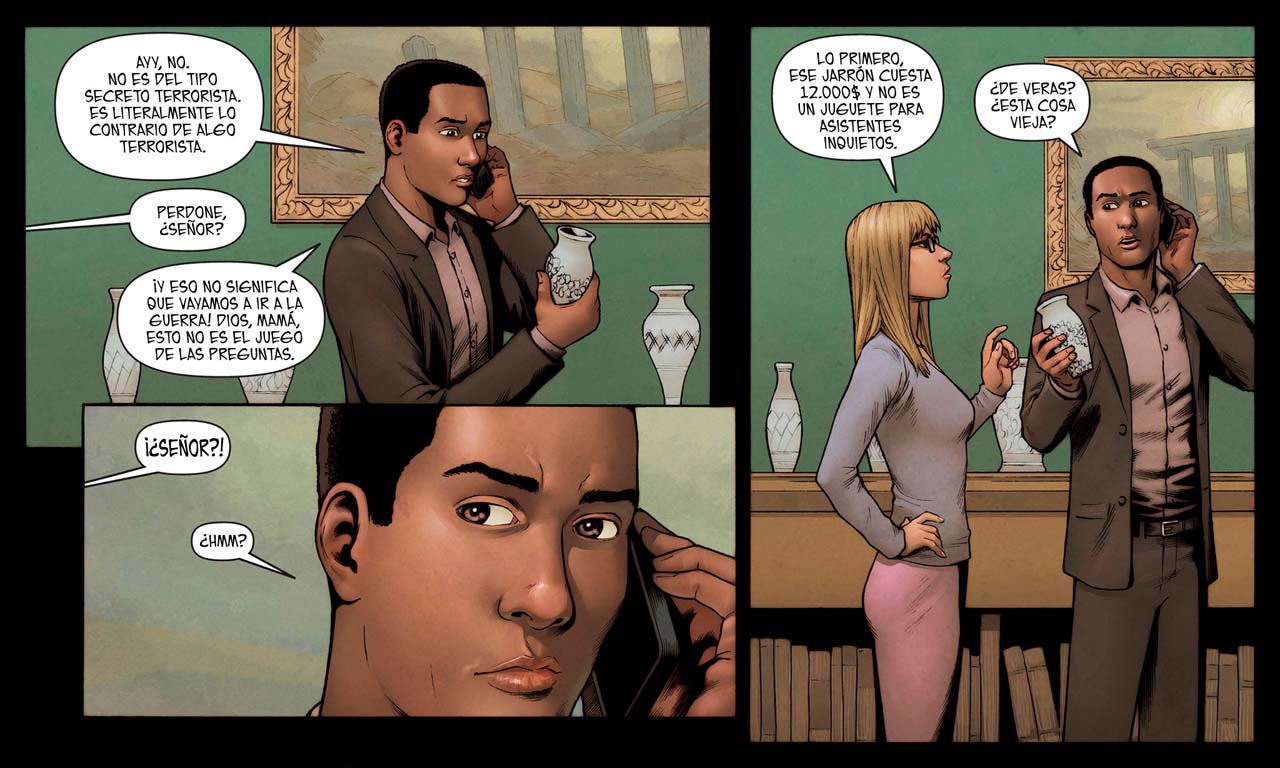 AYY, NO.
NO ES DEL TIPO
SECRETO TERRORISTA.
ES LITERALMENTE LO
CONTRARIO DE ALGO
TERRORISTA.
PERDONE,
¿SEÑOR?
¡Y ESO NO SIGNIFICA
QUE VAYAMOS A IR A LA
GUERRA! DIOS, MAMÁ,
ESTO NO ES EL JUEGO
DE LAS PREGUNTAS.
¡¿SEÑOR?!
¿HMM?
LO PRIMERO,
ESE JARRÓN CUESTA
12.000$ Y NO ES
UN JUGUETE PARA
ASISTENTES
INQUIETOS.
¿DE VERAS?
¿ESTA COSA
VIEJA?